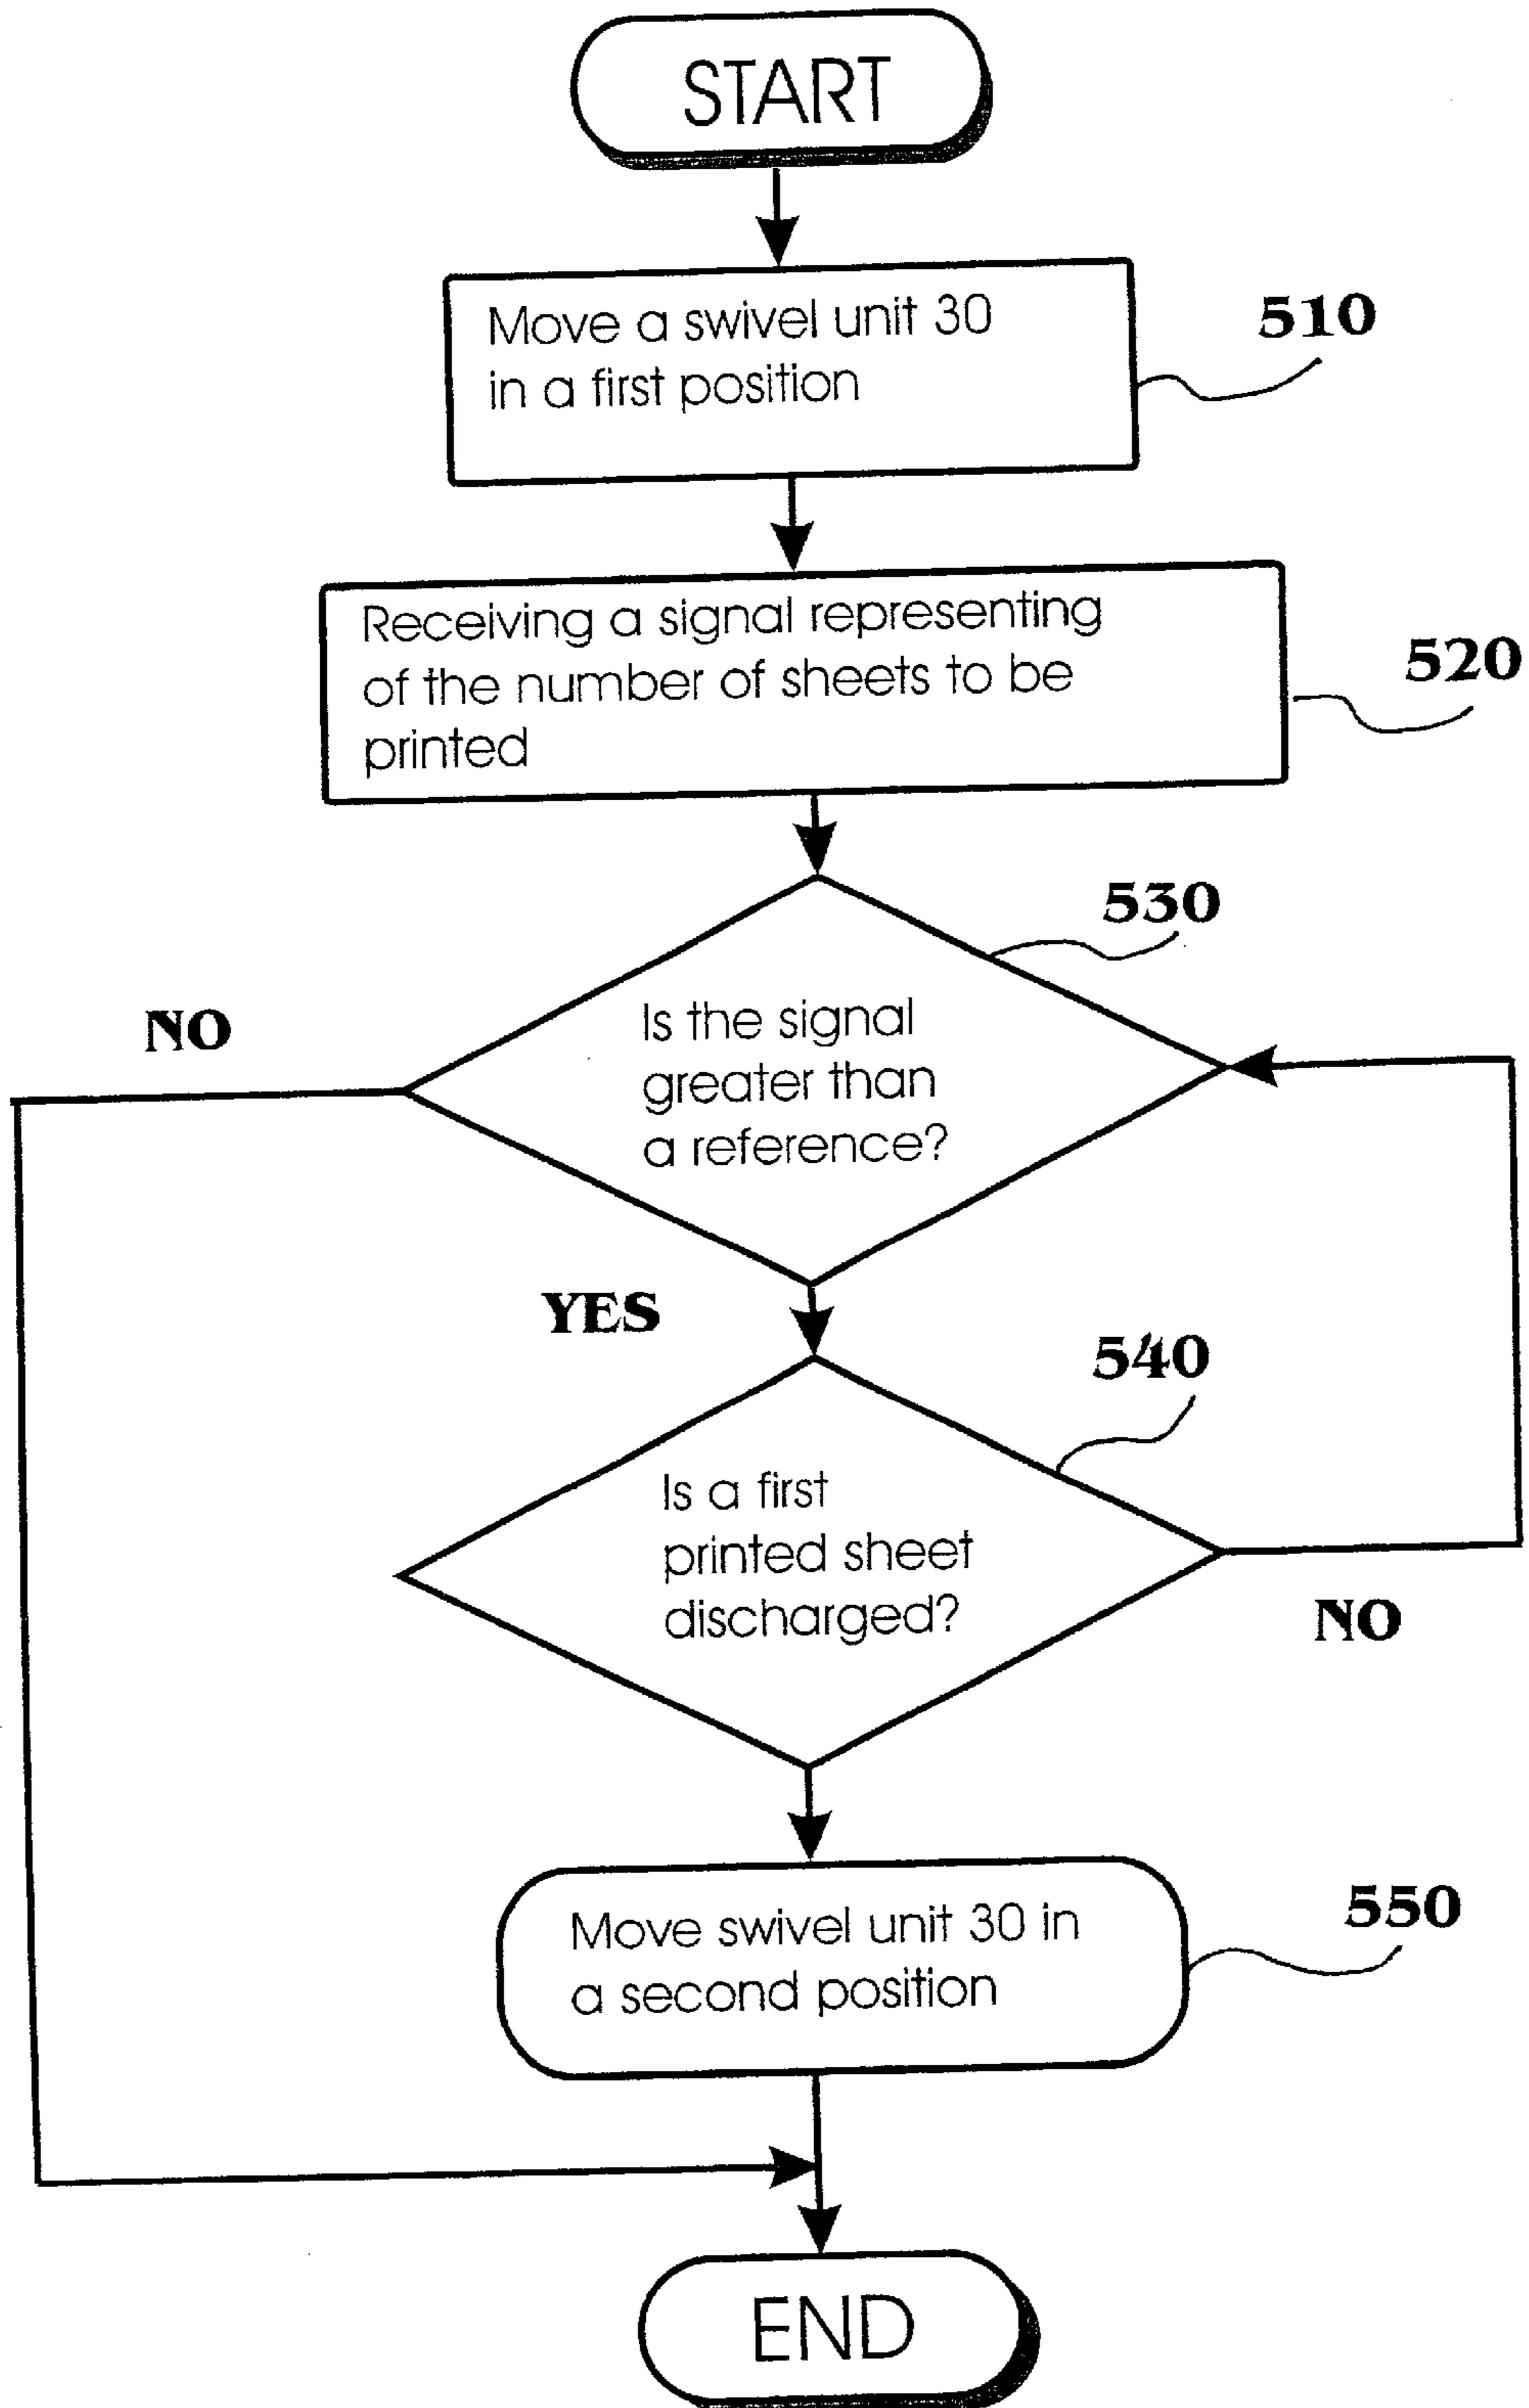 START
Move a swivel unit 30
in a first position
510
Receiving a signal representing
of the number of sheets to be
printed
520
530
Is the signal
greater than
a reference?
NO
YES
540
Is a first
printed sheet
discharged?
NO
Move swivel unit 30 in
a second position
550
END